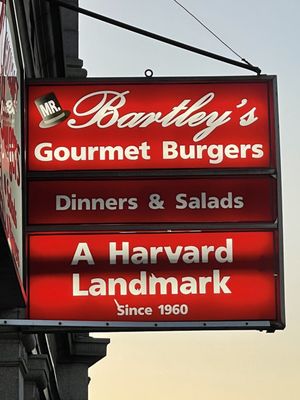 MR. Bartley's
Gourmet Burgers
Dinners & Salads
A Harvard
Landmark
Since 1960